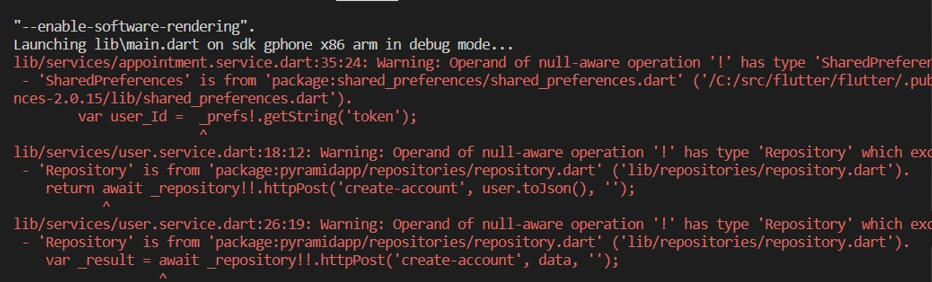 "--enable-software-rendering".
Launching lib\main.dart on sdk gphone x86 arm in debug mode...
lib/services/appointment.service.dart:35:24: Warning: Operand of null-aware operation '!' has type 'SharedPreferen
- 'SharedPreferences' is from 'package:shared_preferences/shared_preferences.dart' ('/C:/src/flutter/flutter/.pub
nces-2.0.15/lib/shared_preferences.dart').
var user_Id =  _prefs!.getString('token');
^
lib/services/user.service.dart:18:12: Warning: Operand of null-aware operation '!' has type 'Repository' which exc
- 'Repository' is from 'package:pyramidapp/repositories/repository.dart' ('lib/repositories/repository.dart').
return await _repository!!.httpPost('create-account', user.toJson(), '');
^
lib/services/user.service.dart:26:19: Warning: Operand of null-aware operation '!' has type 'Repository' which exc
- 'Repository' is from 'package:pyramidapp/repositories/repository.dart' ('lib/repositories/repository.dart').
var _result = await _repository!!.httpPost('create-account', data, '');
^